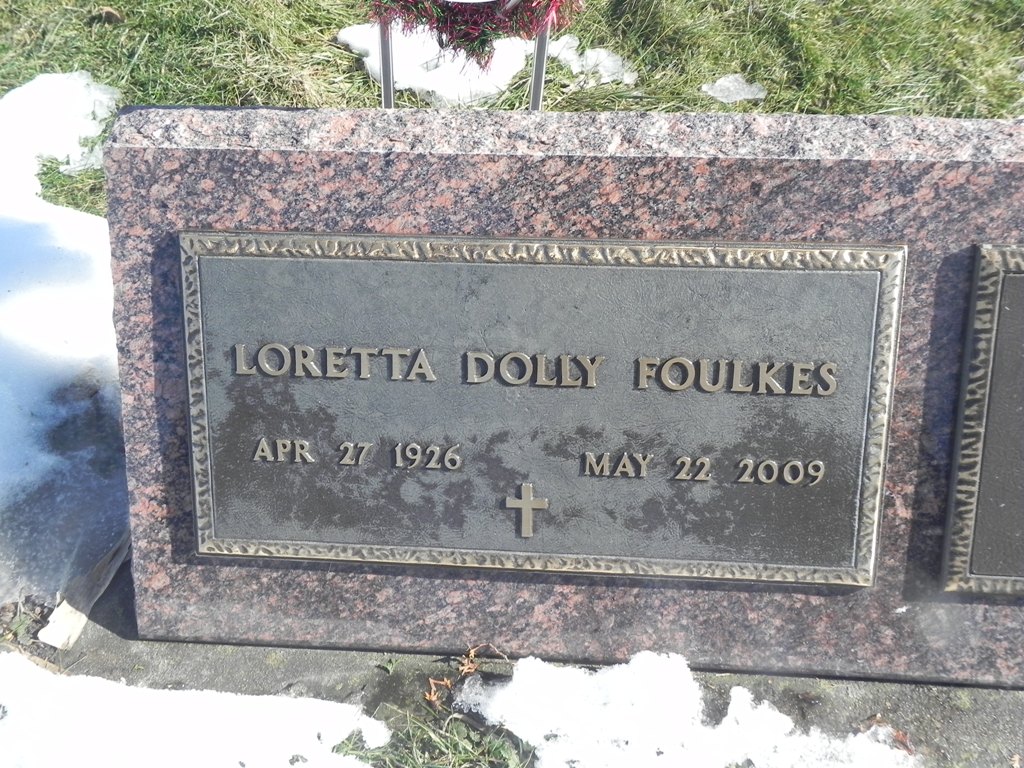 LORETTA DOLLY FOULKES
APR 27 1926 MAY 22 2009